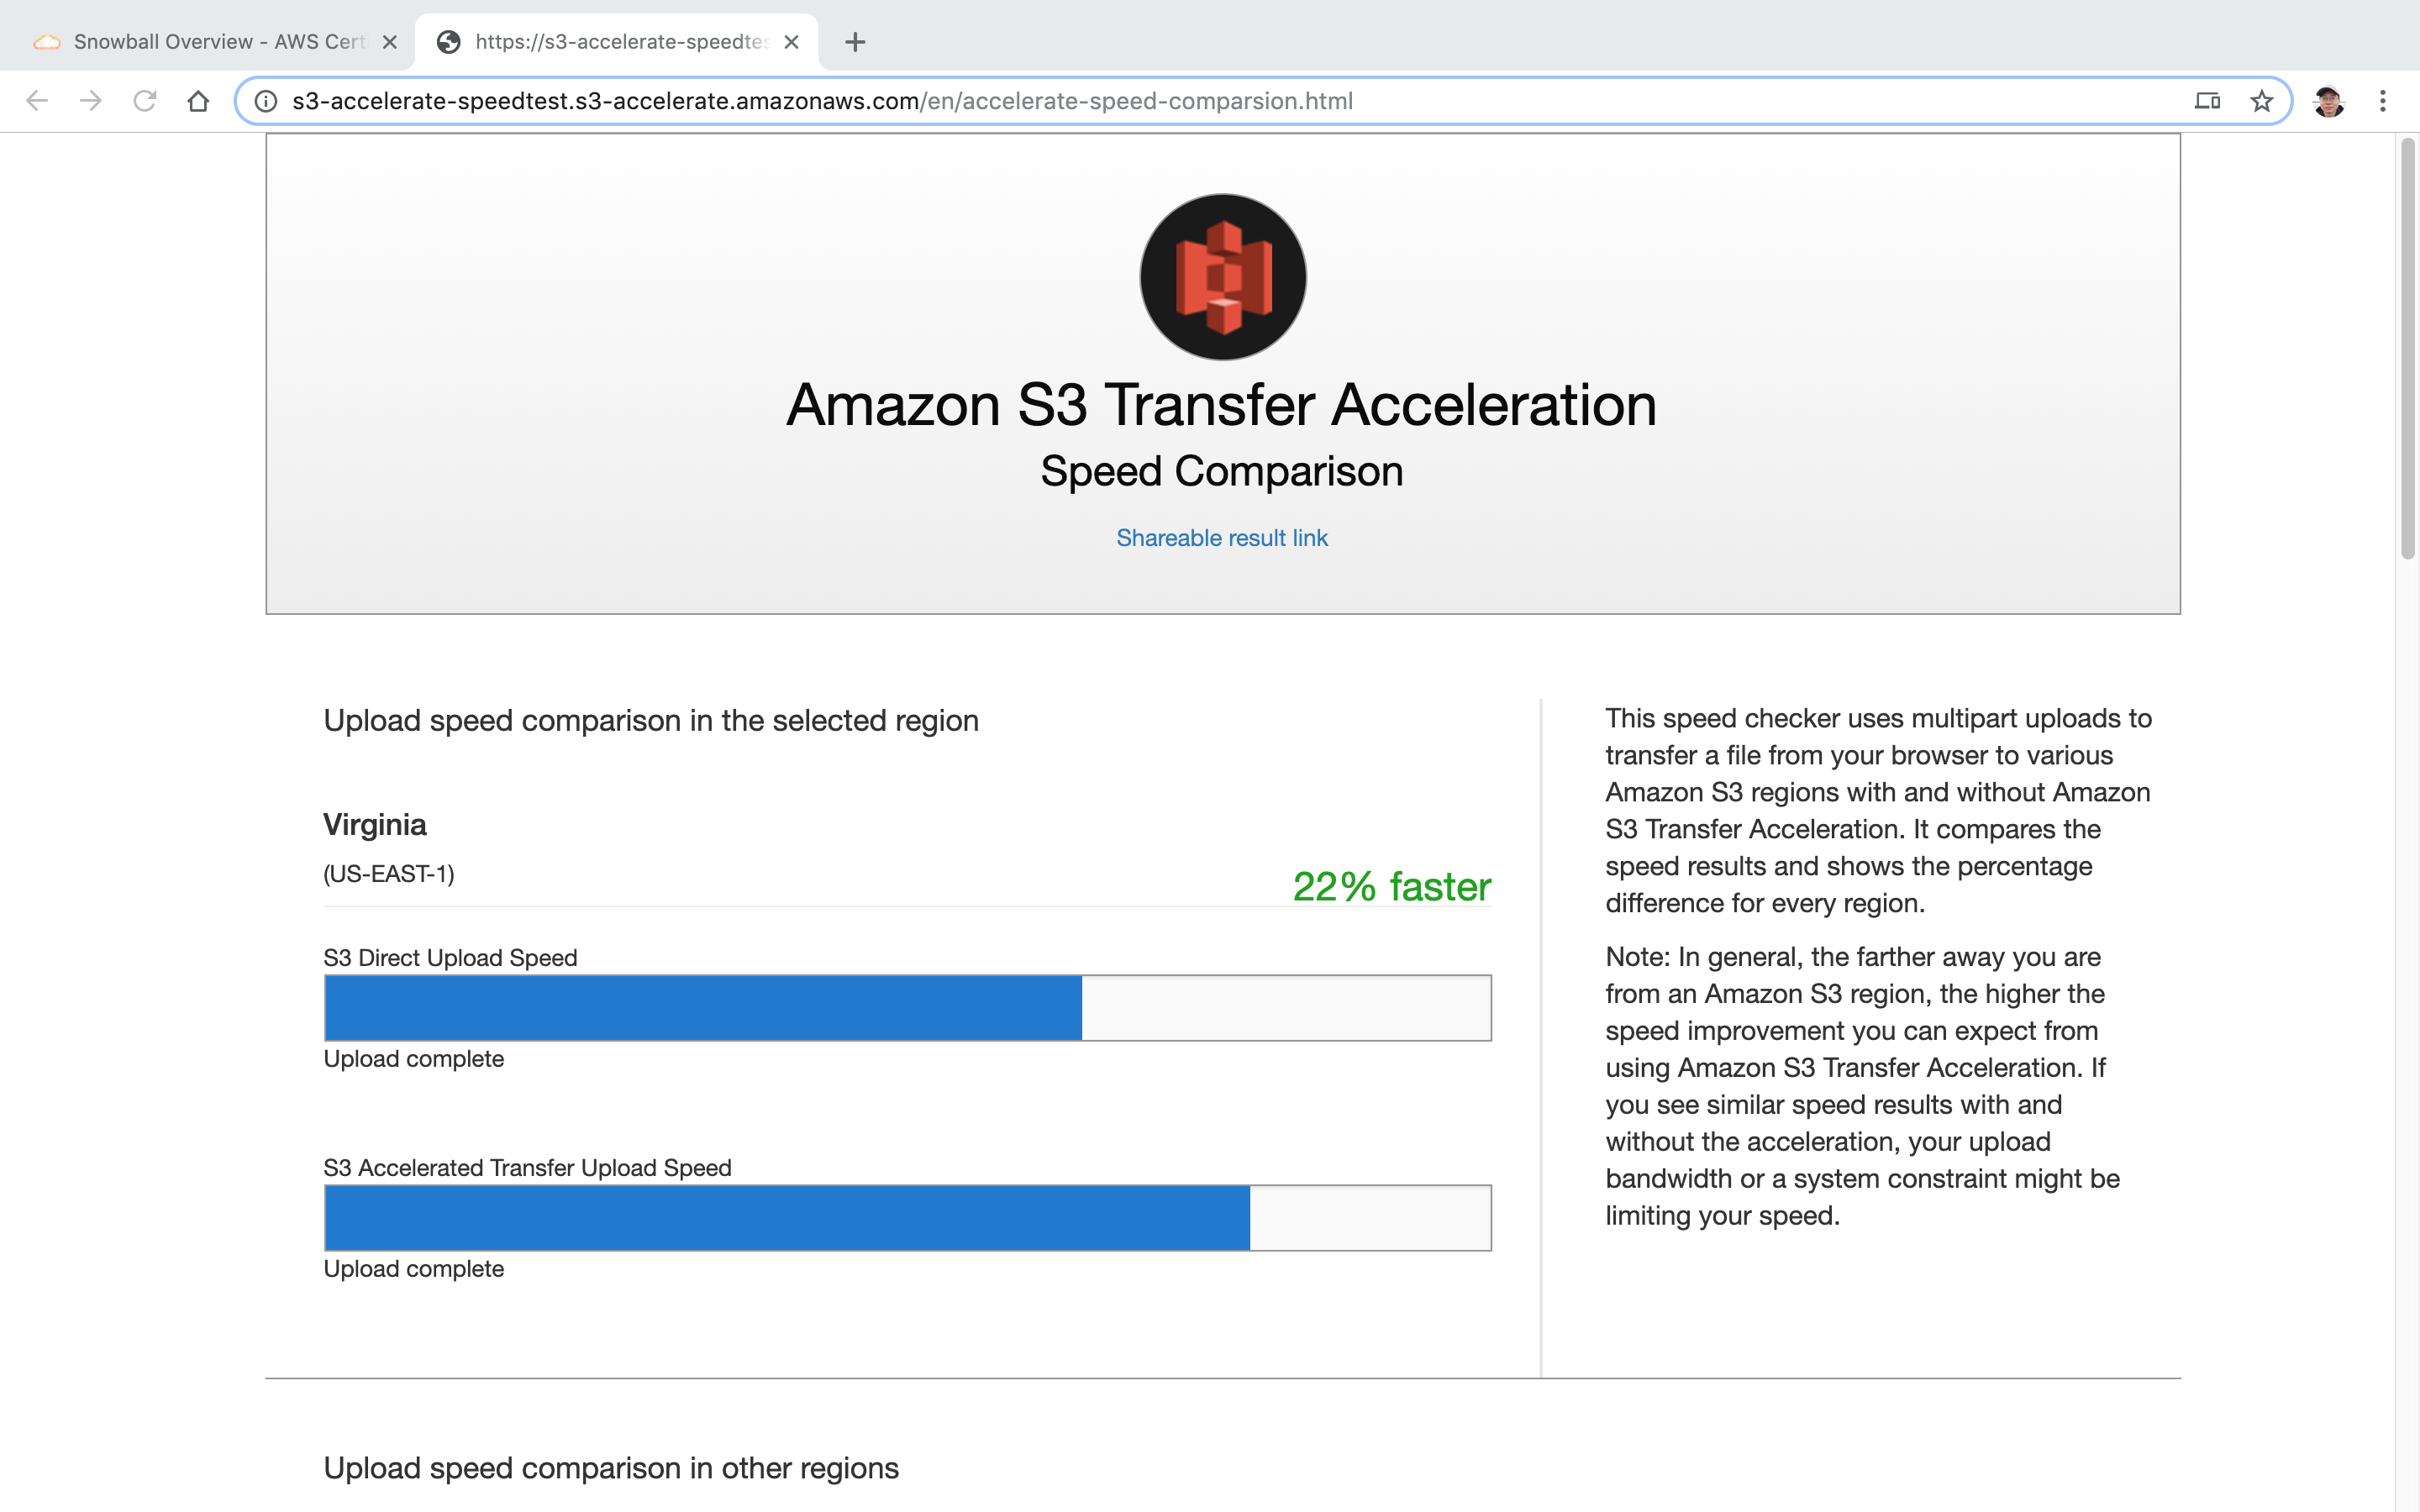 Snowball Overview - AWS Cert
https://s3-accelerate-speedtes
s3-accelerate-speedtest.s3-accelerate.amazonaws.com/en/accelerate-speed-comparsion.html
Amazon S3 Transfer Acceleration
Speed Comparison
Shareable result link
Upload speed comparison in the selected region
Virginia
(US-EAST-1)
22% faster
S3 Direct Upload Speed
Upload complete
S3 Accelerated Transfer Upload Speed
Upload complete
This speed checker uses multipart uploads to
transfer a file from your browser to various
Amazon S3 regions with and without Amazon
S3 Transfer Acceleration. It compares the
speed results and shows the percentage
difference for every region.
Note: In general, the farther away you are
from an Amazon S3 region, the higher the
speed improvement you can expect from
using Amazon S3 Transfer Acceleration. If
you see similar speed results with and
without the acceleration, your upload
bandwidth or a system constraint might be
limiting your speed.
Upload speed comparison in other regions